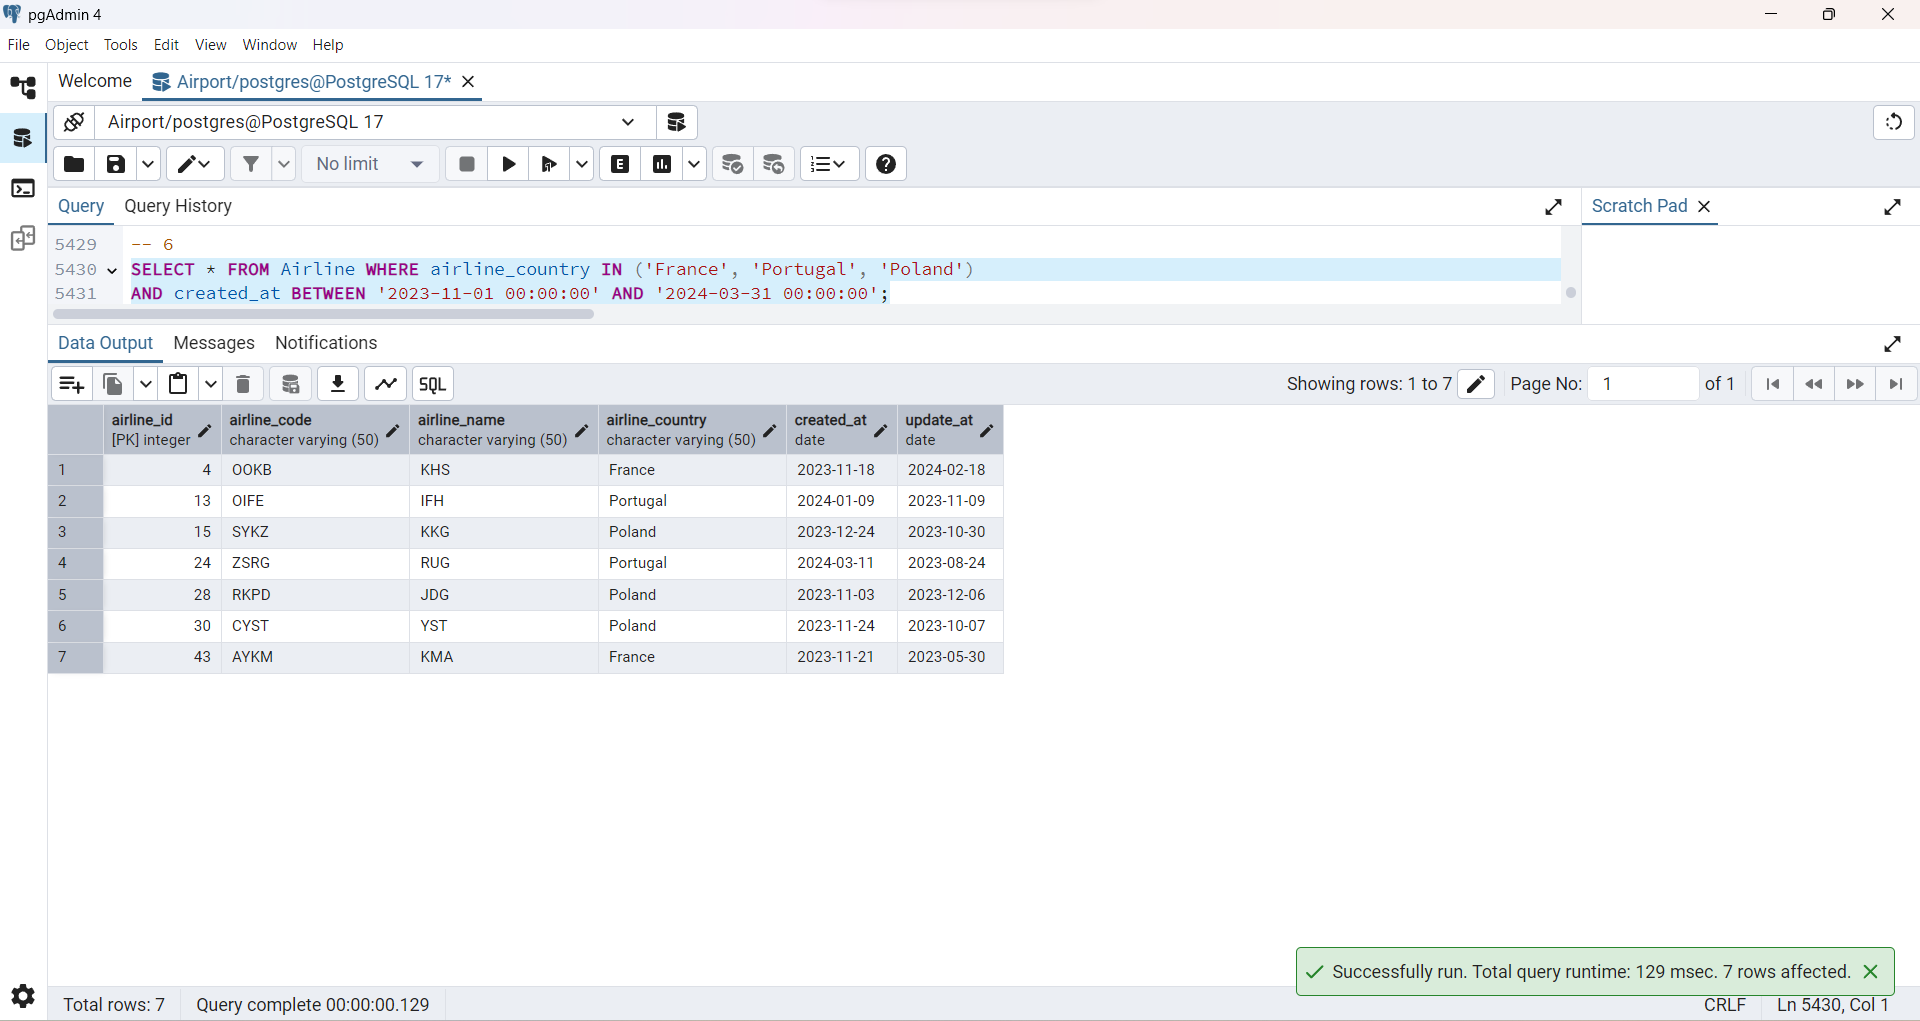 pgAdmin 4
File Object Tools Edit View Window Help
Welcome Airport/postgres@PostgreSQL 17*
Airport/postgres@PostgreSQL 17
No limit
E
Query Query History
Scratch Pad
5429 -- 6
5430 SELECT * FROM Airline WHERE airline_country IN ('France', 'Portugal', 'Poland')
5431 AND created_at BETWEEN '2023-11-01 00:00:00' AND '2024-03-31 00:00:00';
Data Output Messages Notifications
SQL Showing rows: 1 to 7 Page No: 1 of 1
airline_id airline_code airline_name airline_country created_at update_at
[PK] integer character varying (50) character varying (50) character varying (50) date date
1 4 OOKB KHS France 2023-11-18 2024-02-18
2 13 OIFE IFH Portugal 2024-01-09 2023-11-09
3 15 SYKZ KKG Poland 2023-12-24 2023-10-30
4 24 ZSRG RUG Portugal 2024-03-11 2023-08-24
5 28 RKPD JDG Poland 2023-11-03 2023-12-06
6 30 CYST YST Poland 2023-11-24 2023-10-07
7 43 AYKM KMA France 2023-11-21 2023-05-30
Successfully run. Total query runtime: 129 msec. 7 rows affected.
Total rows: 7 Query complete 00:00:00.129 CRLF Ln 5430, Col 1